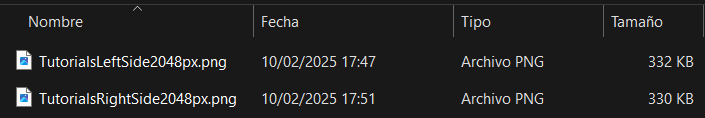 Nombre Fecha Tipo Tamaño
TutorialsLeftSide2048px.png 10/02/2025 17:47 Archivo PNG 332 KB
TutorialsRightSide2048px.png 10/02/2025 17:51 Archivo PNG 330 KB